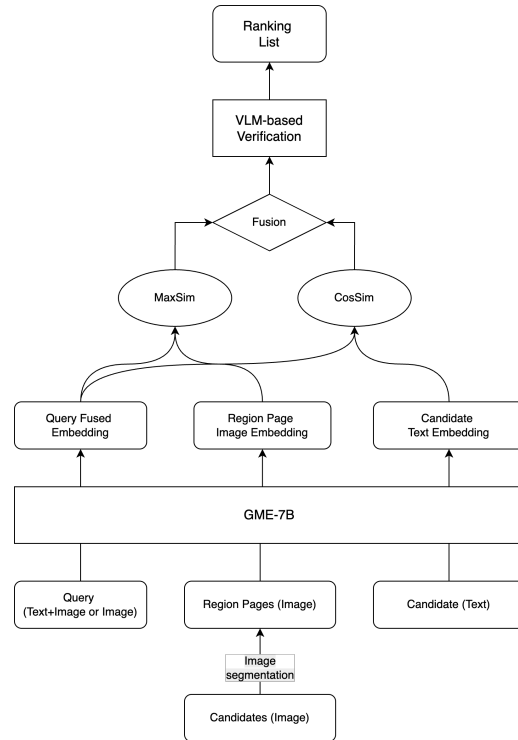 Ranking
List
VLM-based
Verification
Fusion
MaxSim
CosSim
Query Fused
Embedding
Region Page
Image Embedding
Candidate
Text Embedding
GME-7B
Query
(Text+Image or Image)
Region Pages (Image)
Candidate (Text)
Image
segmentation
Candidates (Image)